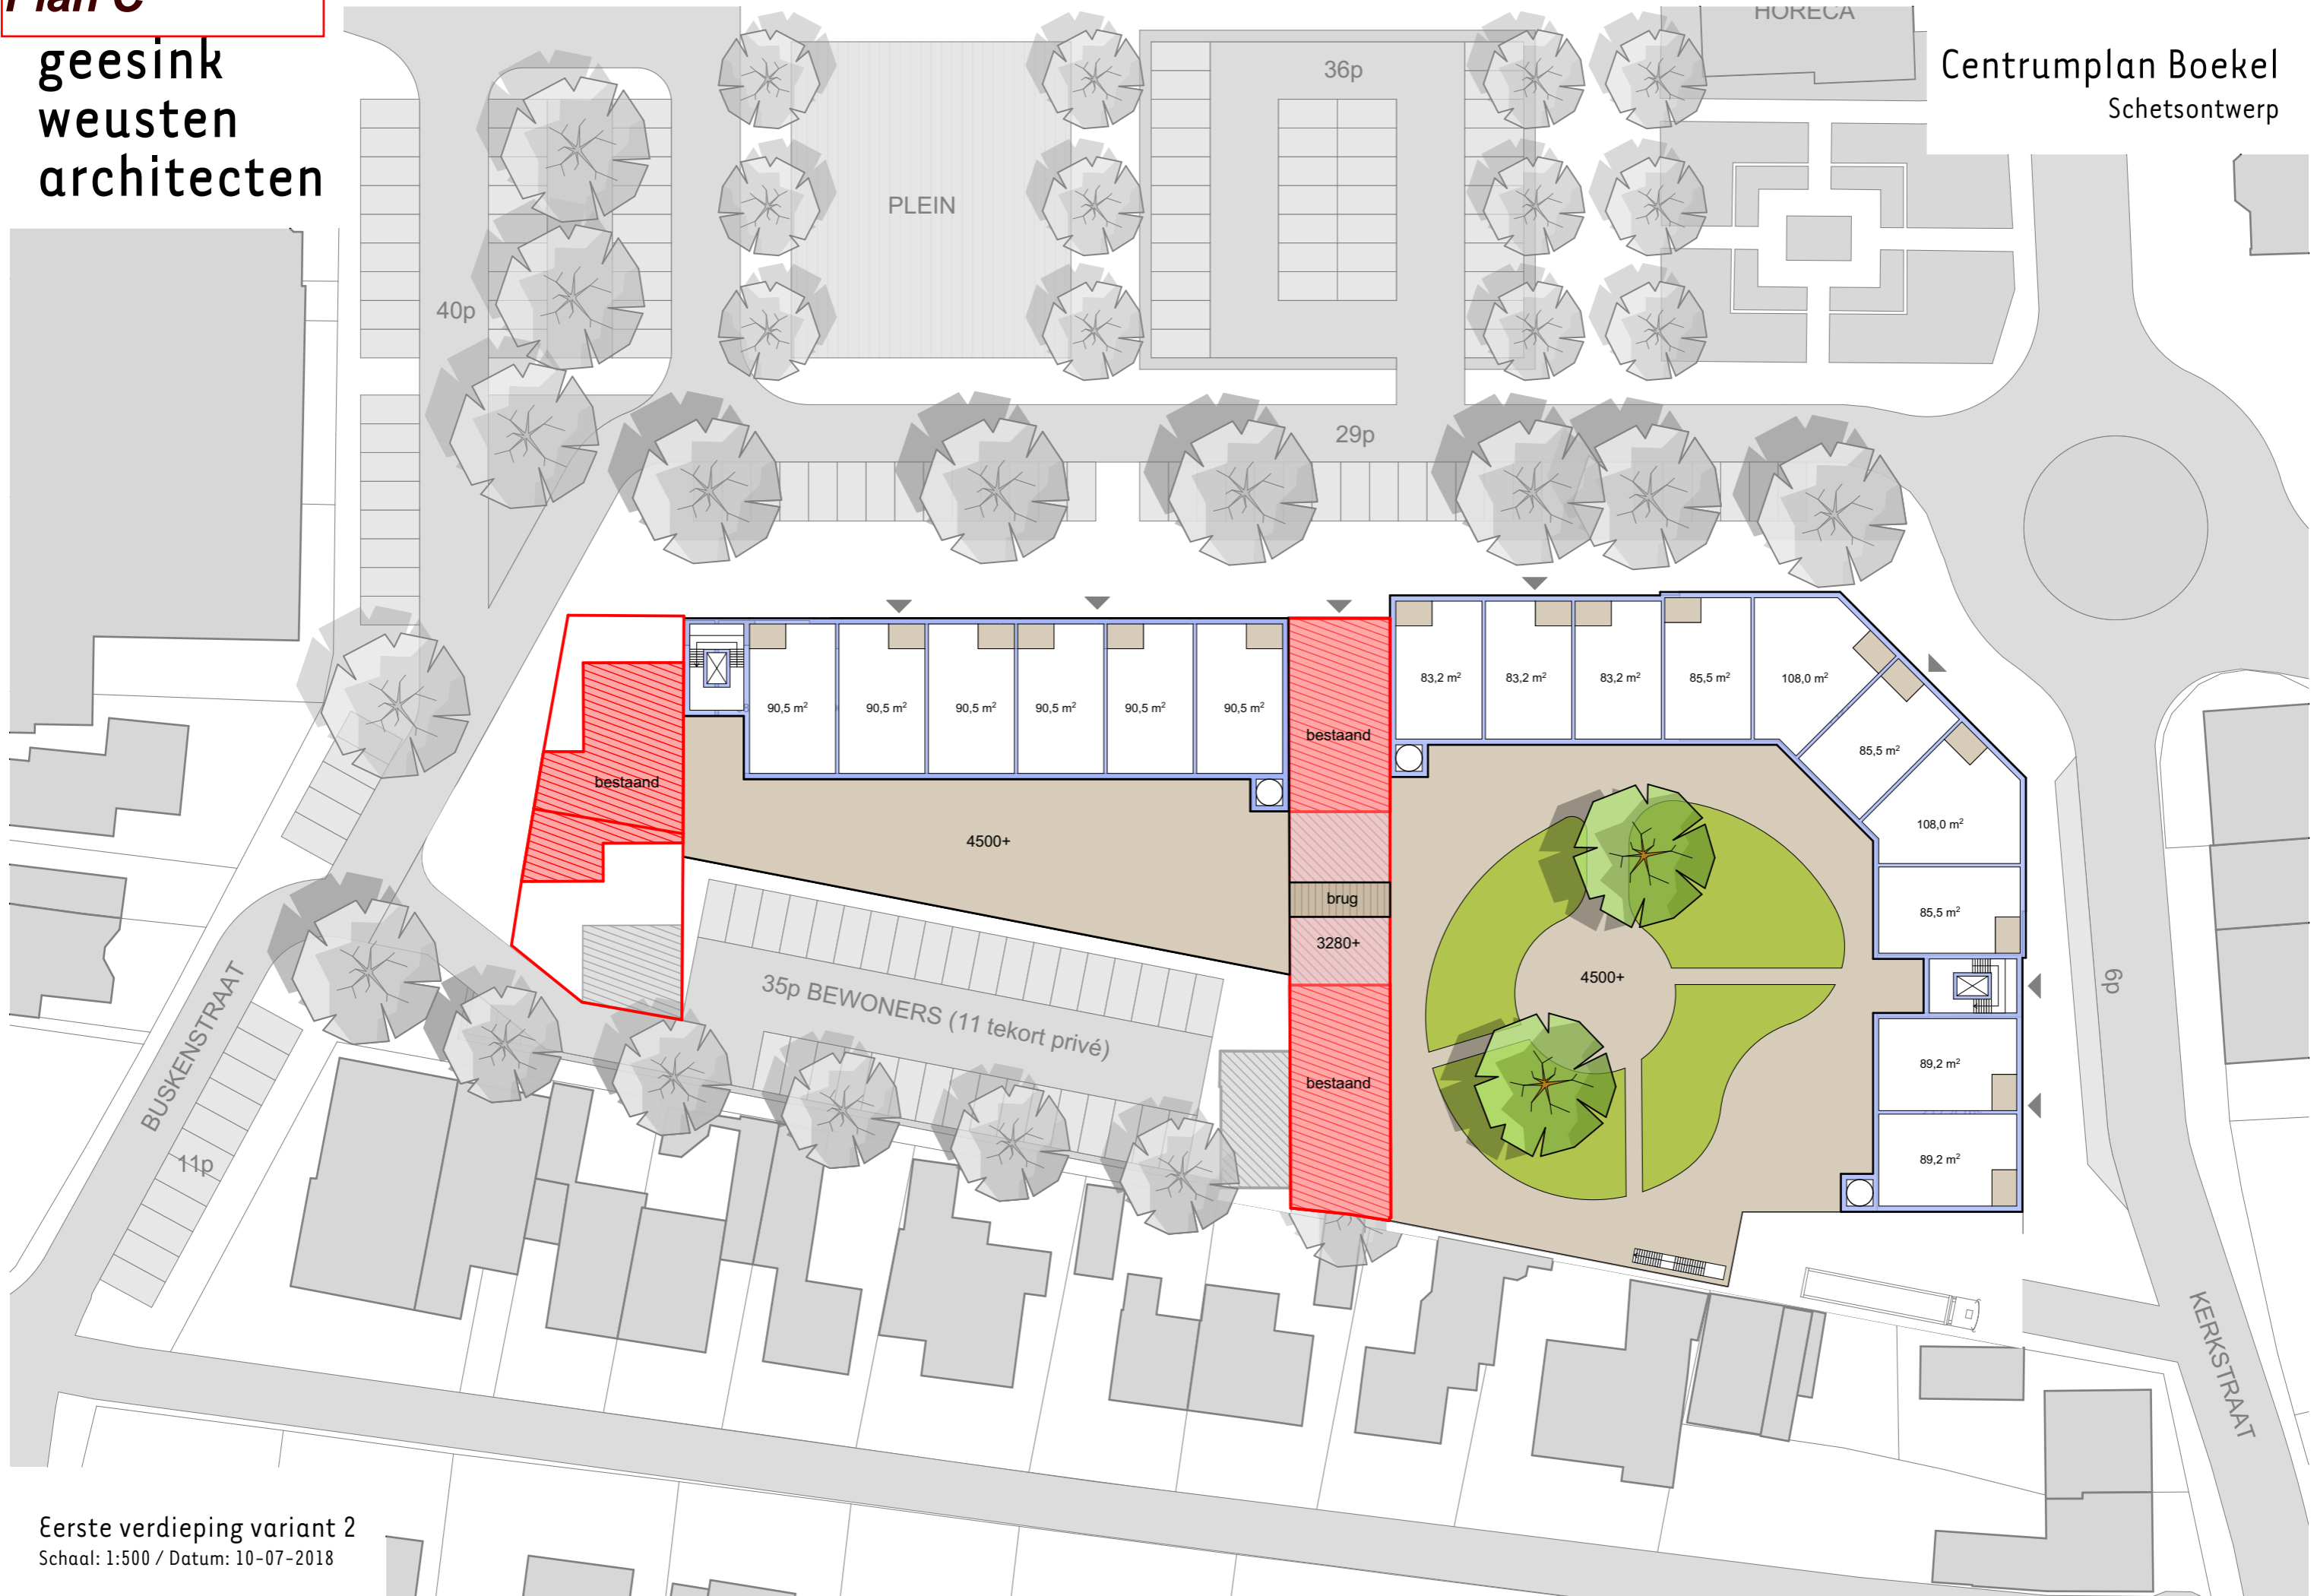 Plan C
geesink
weusten
architecten
Centrumplan Boekel
Schetsontwerp
HORECA
36p
PLEIN
40p
29p
83,2 m²
83,2 m²
83,2 m²
85,5 m²
108,0 m²
90,5 m²
90,5 m²
90,5 m²
90,5 m²
90,5 m²
90,5 m²
bestaand
85,5 m²
bestaand
108,0 m²
4500+
brug
85,5 m²
3280+
4500+
6p
35p BEWONERS (11 tekort privé)
BUSKENSTRAAT
89,2 m²
bestaand
11p
89,2 m²
KERKSTRAAT
Eerste verdieping variant 2
Schaal: 1:500 / Datum: 10-07-2018